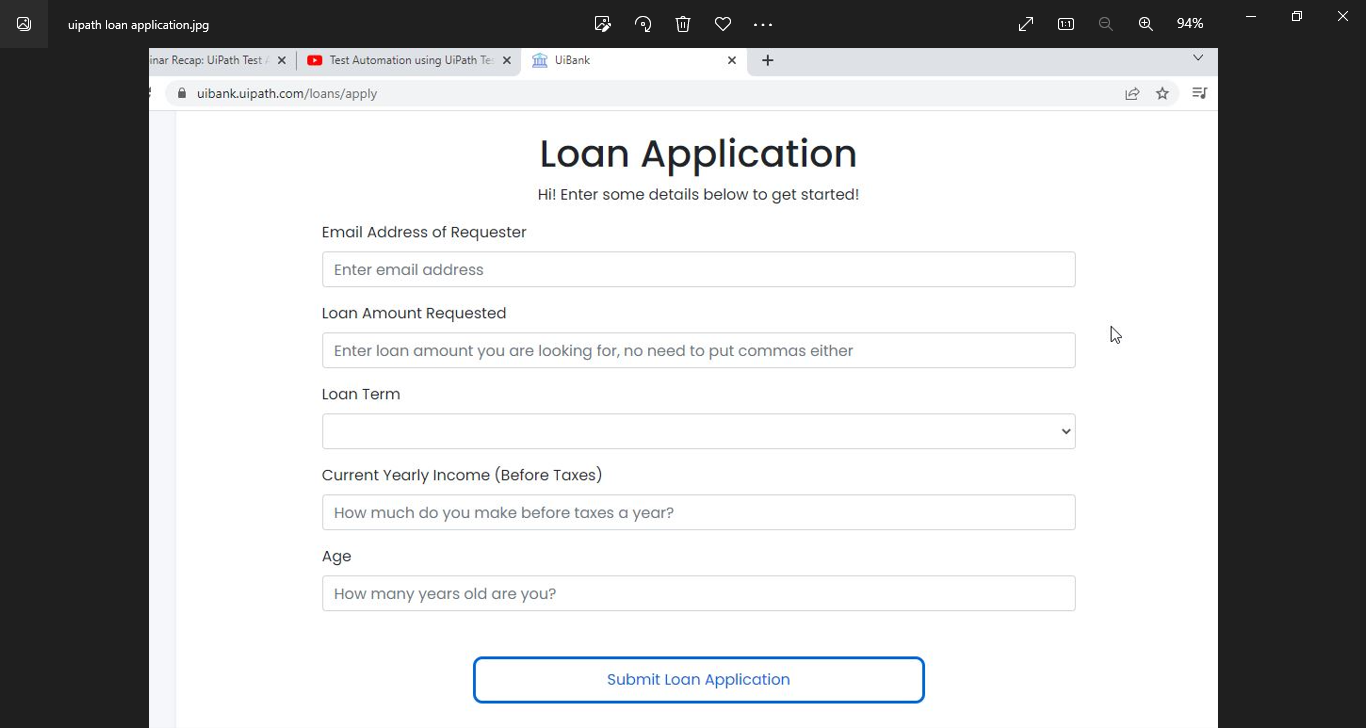 uipath loan application.jpg
94%
inar Recap: UiPath Test
Test Automation using UiPath Te
UiBank
uibank.uipath.com/loans/apply
Loan Application
Hi! Enter some details below to get started!
Email Address of Requester
Enter email address
Loan Amount Requested
Enter loan amount you are looking for, no need to put commas either
Loan Term
Current Yearly Income (Before Taxes)
How much do you make before taxes a year?
Age
How many years old are you?
Submit Loan Application